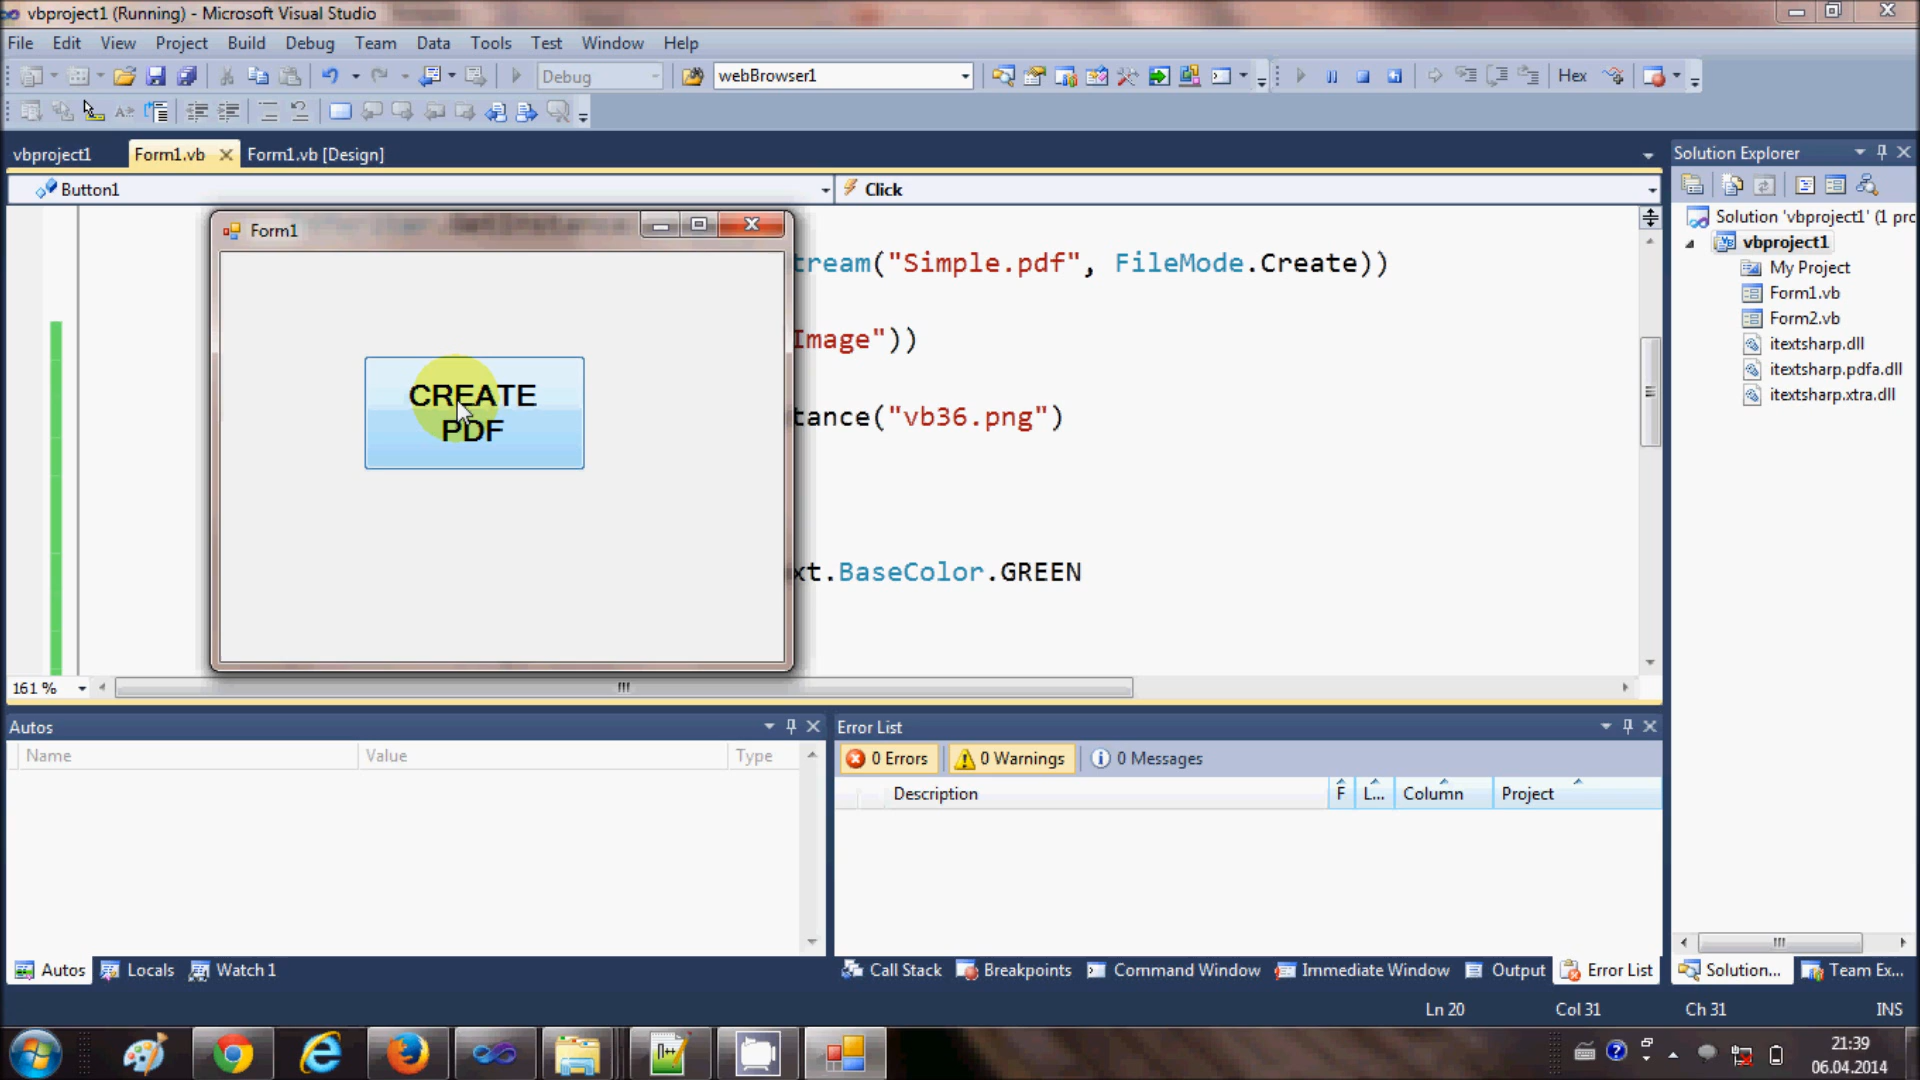 vbproject1 (Running) - Microsoft Visual Studio
File Edit View Project Build Debug Team Data Tools Test Window Help
Debug webBrowser1 Hex
vbproject1 Form1.vb Form1.vb [Design]
Button1 Click
Form1
tream("Simple.pdf", FileMode.Create))
Image"))
CREATE
PDF
tance("vb36.png")
xt.BaseColor.GREEN
161 %
Solution Explorer
Solution 'vbproject1' (1 pro
vbproject1
My Project
Form1.vb
Form2.vb
itextsharp.dll
itextsharp.pdfa.dll
itextsharp.xtra.dll
Autos
Name Value Type
Error List
0 Errors 0 Warnings 0 Messages
Description F L... Column Project
Autos Locals Watch 1
Call Stack Breakpoints Command Window Immediate Window Output Error List
Solution... Team Ex...
Ln 20 Col 31 Ch 31 INS
21:39
06.04.2014